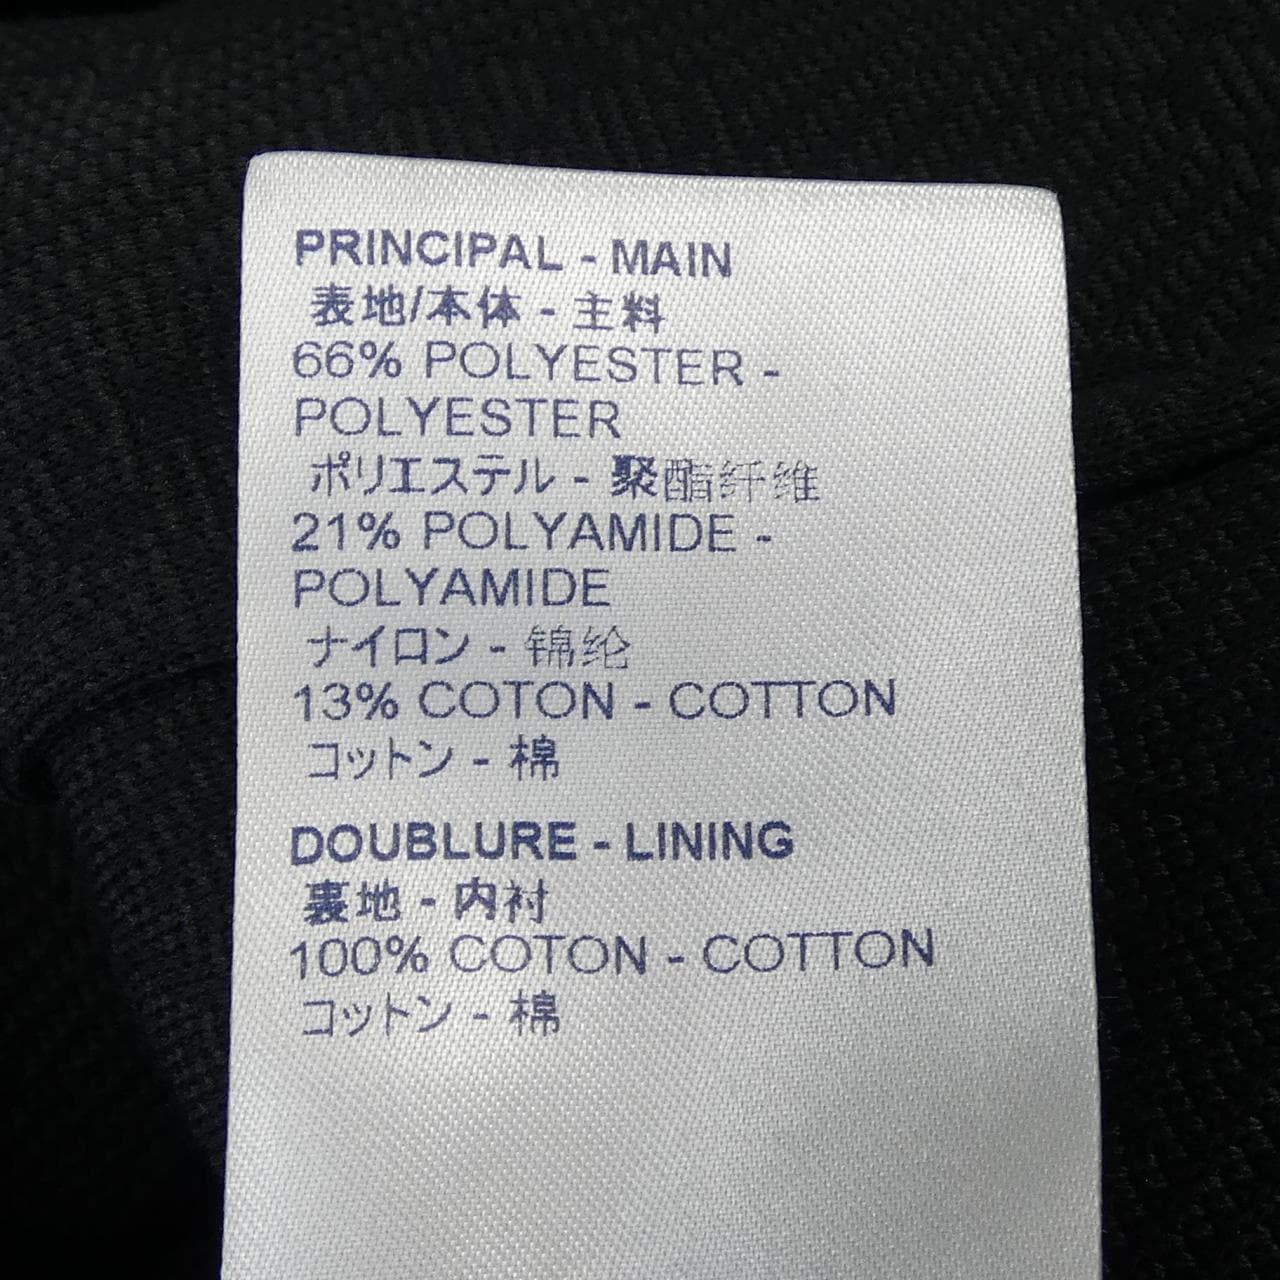 PRINCIPAL - MAIN
表地/本体 - 主料
66% POLYESTER -
POLYESTER
ポリエステル - 聚酯纤维
21% POLYAMIDE -
POLYAMIDE
ナイロン - 锦纶
13% COTON - COTTON
コットン - 棉
DOUBLURE - LINING
裏地 - 内衬
100% COTON - COTTON
コットン - 棉